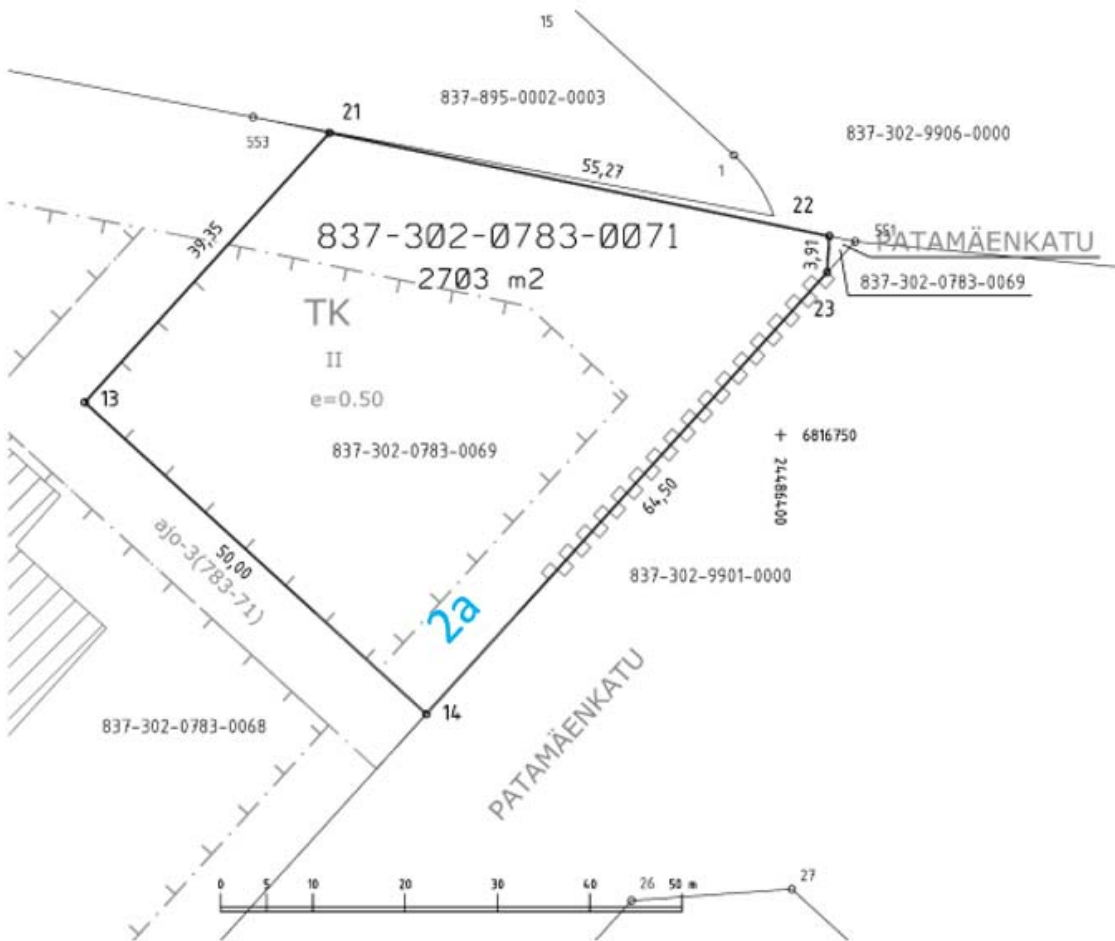 15
837-895-0002-0003
21
553
837-302-9906-0000
1
55,27
22
39,35
837-302-0783-0071
551
PATAMÄENKATU
3,91
2703 m2
837-302-0783-0069
23
TK
II
e=0.50
13
837-302-0783-0069
+ 6816750
24486400
64,50
ajo-3(783-71)
50,00
837-302-9901-0000
2a
14
837-302-0783-0068
PATAMÄENKATU
0 5 10 20 30 40 50 m
26
27